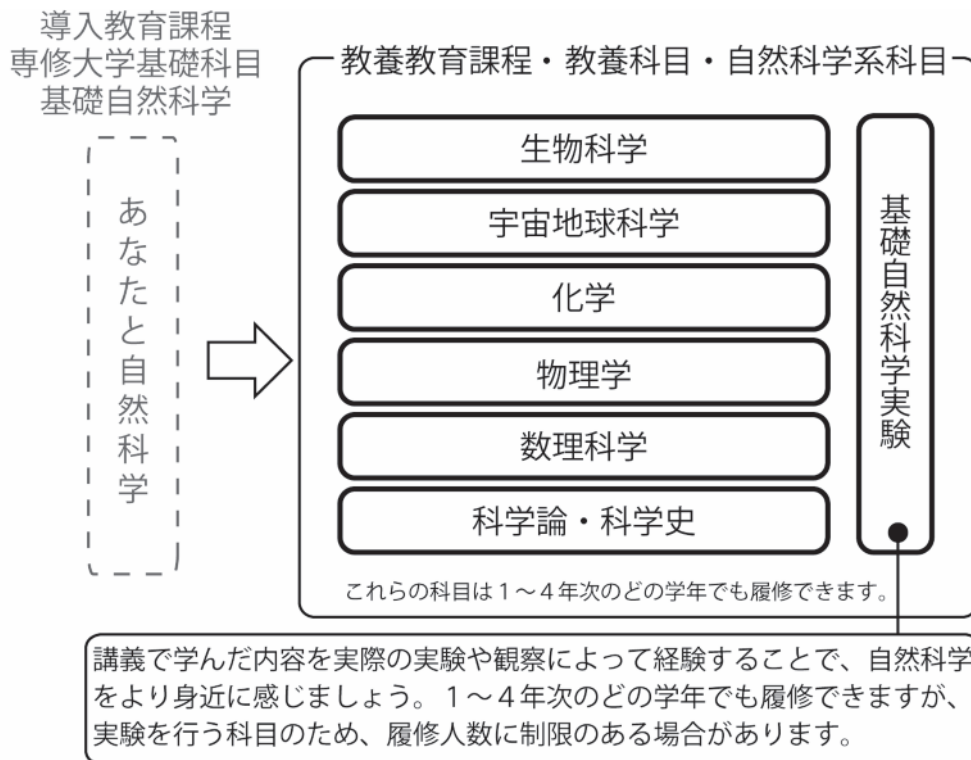 導入教育課程
専修大学基礎科目
基礎自然科学
あなたと自然科学
教養教育課程・教養科目・自然科学系科目
生物科学
宇宙地球科学
化学
物理学
数理科学
科学論・科学史
基礎自然科学実験
これらの科目は1〜4年次のどの学年でも履修できます。
講義で学んだ内容を実際の実験や観察によって経験することで、自然科学
をより身近に感じましょう。1〜4年次のどの学年でも履修できますが、
実験を行う科目のため、履修人数に制限のある場合があります。